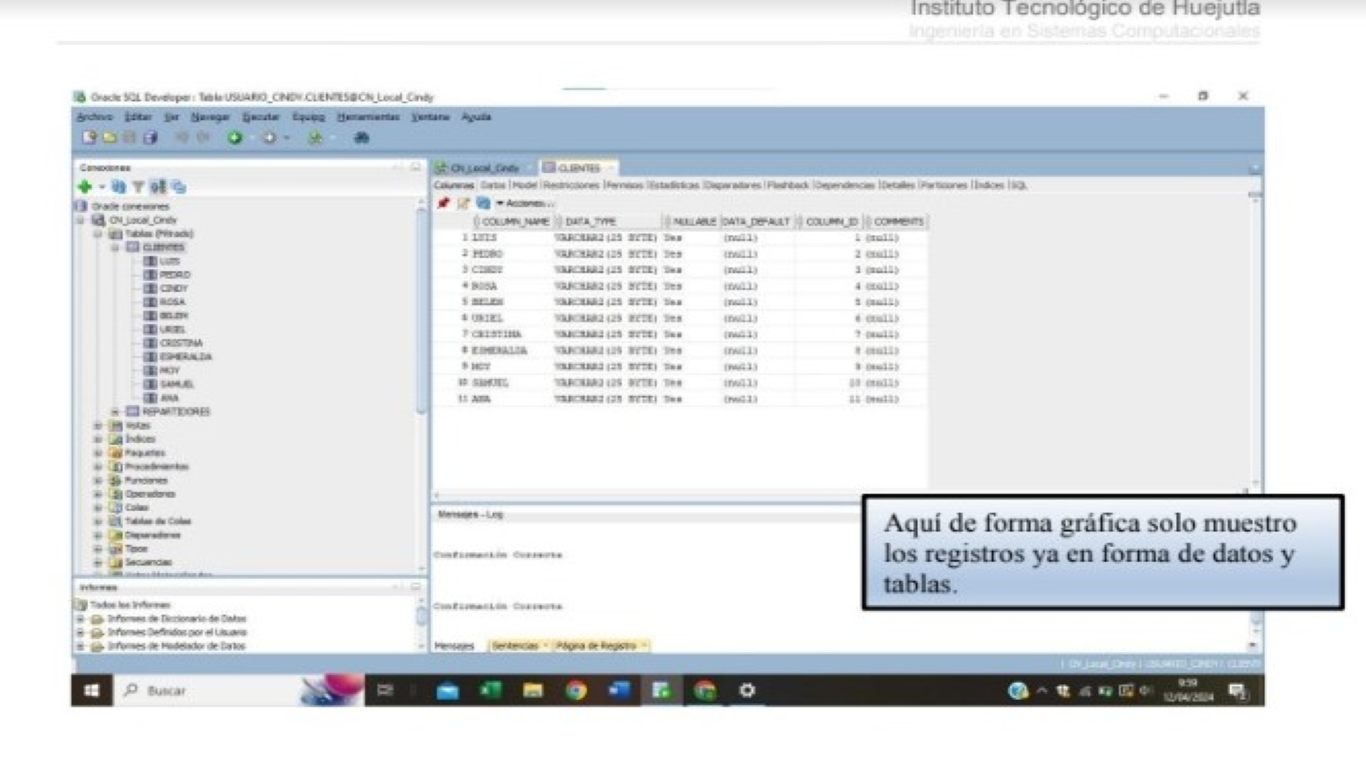 Instituto Tecnológico de Huejutla
Ingeniería en Sistemas Computacionales
Oracle SQL Developer : Tabla USUARIO_CINDY.CLIENTES@CN_Local_Cindy
Archivo Editar Ver Navegar Ejecutar Equipo Herramientas Ventana Ayuda
Conexiones
Oracle conexiones
CN_Local_Cindy
Tablas (Filtrado)
CLIENTES
LUIS
PEDRO
CINDY
ROSA
BELEN
URIEL
CRISTINA
ESMERALDA
MOY
SAMUEL
ANA
REPARTIDORES
Vistas
Índices
Paquetes
Procedimientos
Funciones
Operadores
Colas
Tablas de Colas
Disparadores
Tipos
Secuencias
Informes
Todos los Informes
Informes de Diccionario de Datos
Informes Definidos por el Usuario
Informes de Modelador de Datos
CN_Local_Cindy CLIENTES
Columnas Datos Model Restricciones Permisos Estadísticas Disparadores Flashback Dependencias Detalles Particiones Índices SQL
Acciones...
COLUMN_NAME DATA_TYPE NULLABLE DATA_DEFAULT COLUMN_ID COMMENTS
1 LUIS VARCHAR2(25 BYTE) Yes (null) 1 (null)
2 PEDRO VARCHAR2(25 BYTE) Yes (null) 2 (null)
3 CINDY VARCHAR2(25 BYTE) Yes (null) 3 (null)
4 ROSA VARCHAR2(25 BYTE) Yes (null) 4 (null)
5 BELEN VARCHAR2(25 BYTE) Yes (null) 5 (null)
6 URIEL VARCHAR2(25 BYTE) Yes (null) 6 (null)
7 CRISTINA VARCHAR2(25 BYTE) Yes (null) 7 (null)
8 ESMERALDA VARCHAR2(25 BYTE) Yes (null) 8 (null)
9 MOY VARCHAR2(25 BYTE) Yes (null) 9 (null)
10 SAMUEL VARCHAR2(25 BYTE) Yes (null) 10 (null)
11 ANA VARCHAR2(25 BYTE) Yes (null) 11 (null)
Mensajes - Log
Confirmación Correcta
Confirmación Correcta
Mensajes Sentencias Página de Registro
Aquí de forma gráfica solo muestro
los registros ya en forma de datos y
tablas.
CN_Local_Cindy | USUARIO_CINDY
Buscar
9:59
12/04/2024